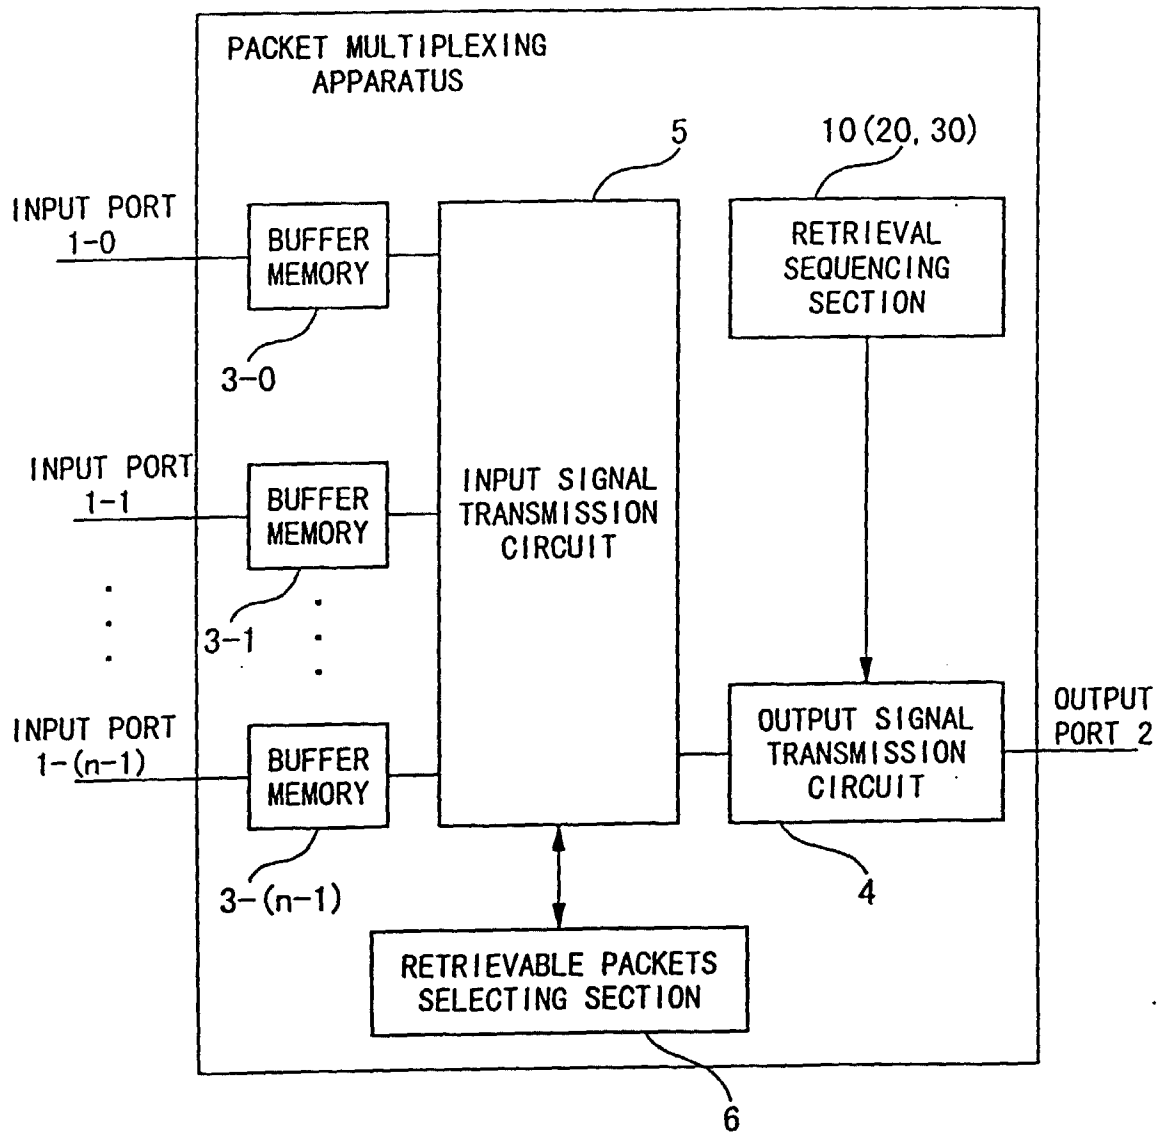 PACKET MULTIPLEXING
APPARATUS
5
10(20, 30)
INPUT PORT
1-0
BUFFER
MEMORY
3-0
RETRIEVAL
SEQUENCING
SECTION
INPUT PORT
1-1
BUFFER
MEMORY
3-1
INPUT SIGNAL
TRANSMISSION
CIRCUIT
INPUT PORT
1-(n-1)
BUFFER
MEMORY
3-(n-1)
OUTPUT SIGNAL
TRANSMISSION
CIRCUIT
4
OUTPUT
PORT 2
RETRIEVABLE PACKETS
SELECTING SECTION
6